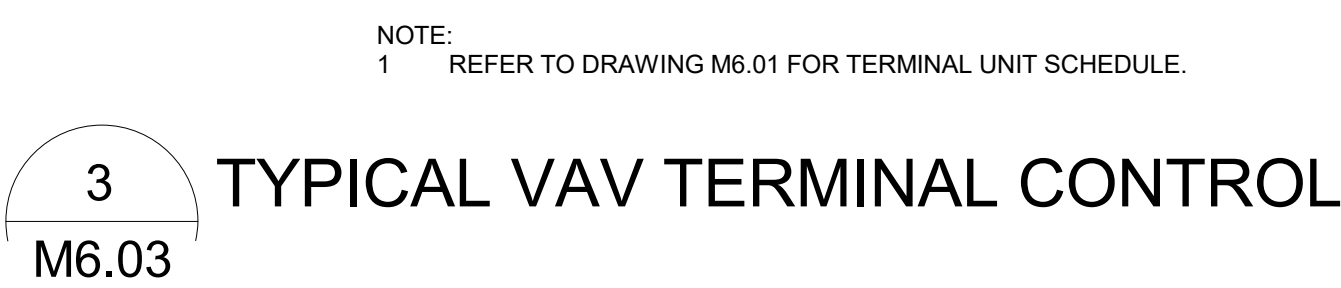 NOTE:
1 REFER TO DRAWING M6.01 FOR TERMINAL UNIT SCHEDULE.
3
TYPICAL VAV TERMINAL CONTROL
M6.03